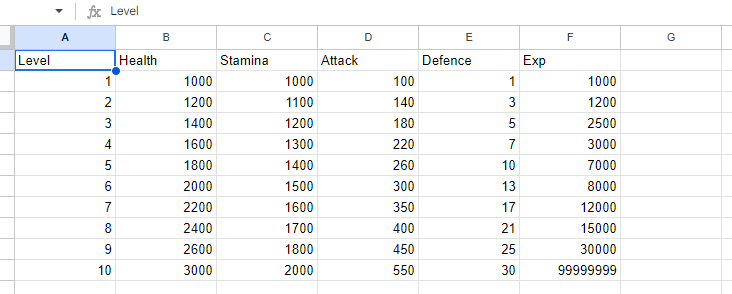 fx Level
A B C D E F G
Level Health Stamina Attack Defence Exp
1 1000 1000 100 1 1000
2 1200 1100 140 3 1200
3 1400 1200 180 5 2500
4 1600 1300 220 7 3000
5 1800 1400 260 10 7000
6 2000 1500 300 13 8000
7 2200 1600 350 17 12000
8 2400 1700 400 21 15000
9 2600 1800 450 25 30000
10 3000 2000 550 30 99999999